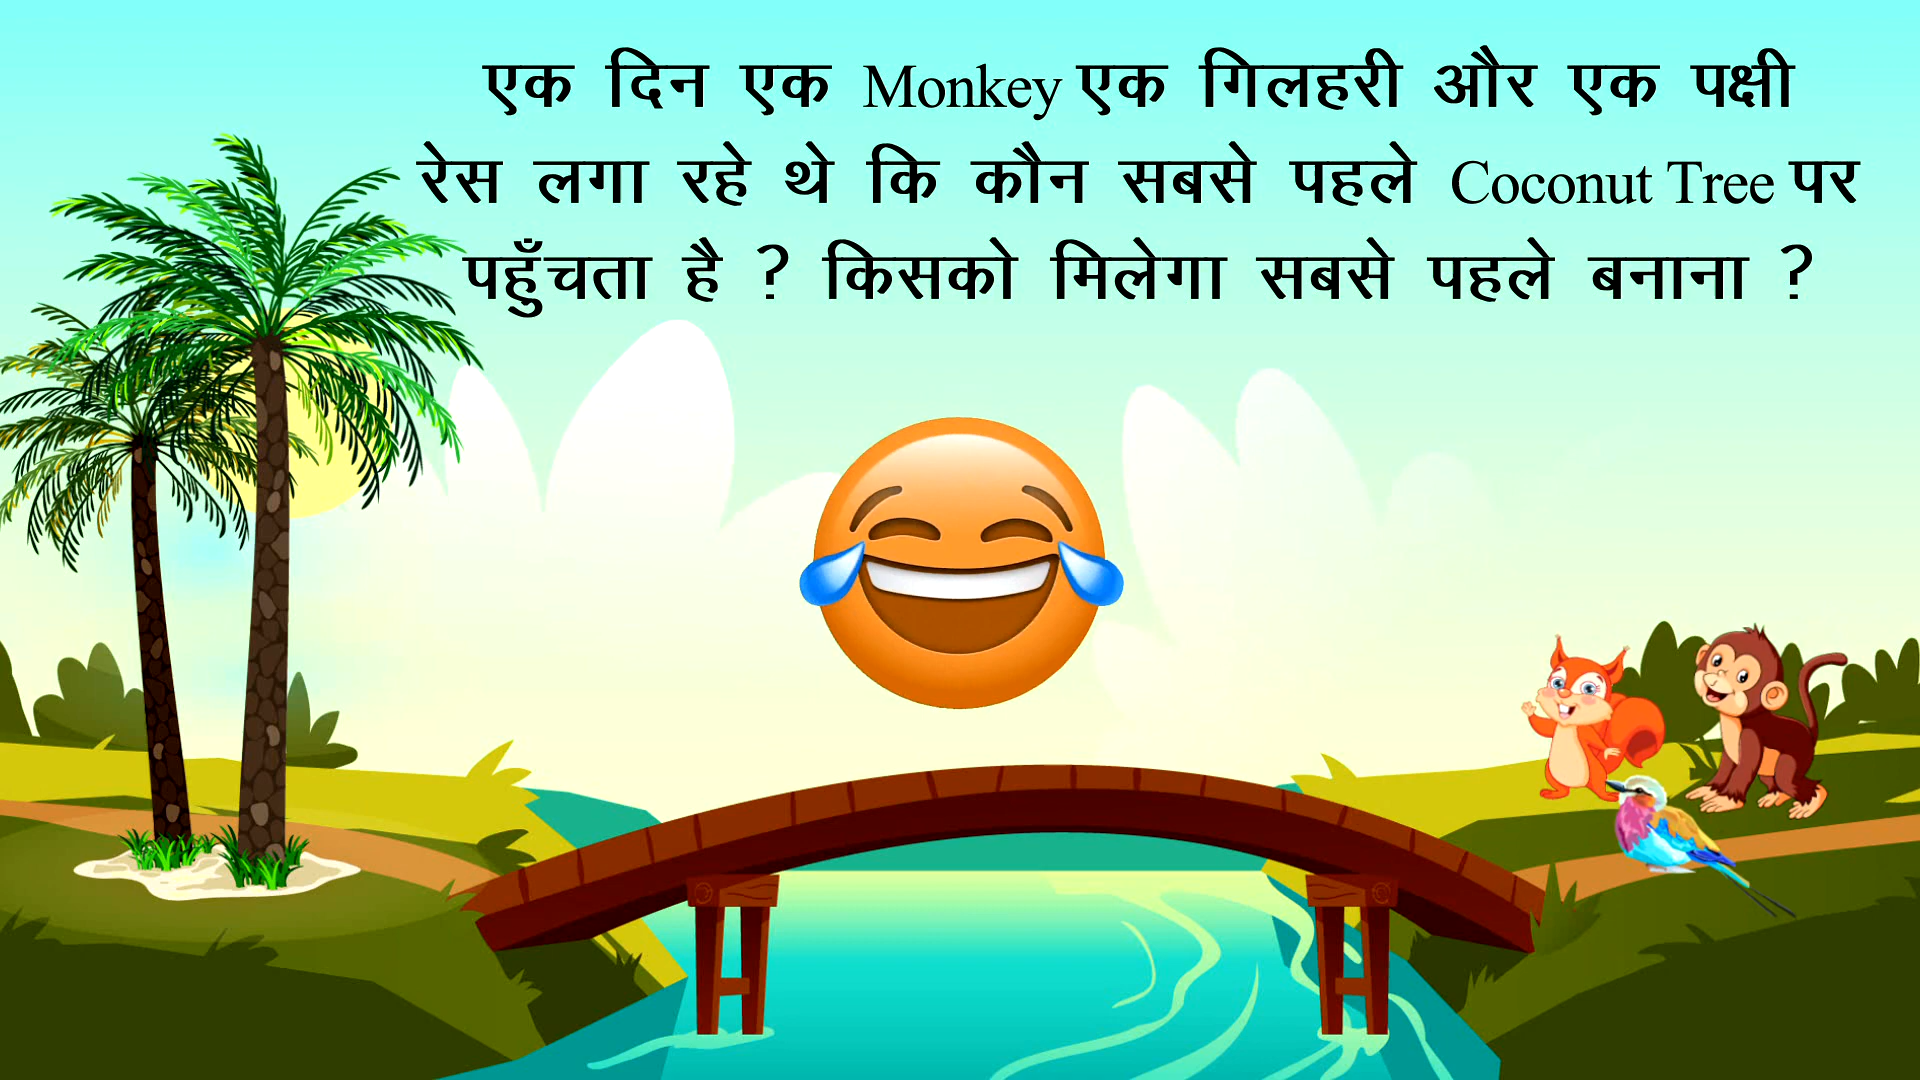 एक दिन एक Monkey एक गिलहरी और एक पक्षी
रेस लगा रहे थे कि कौन सबसे पहले Coconut Tree पर
पहुँचता है ? किसको मिलेगा सबसे पहले बनाना ?